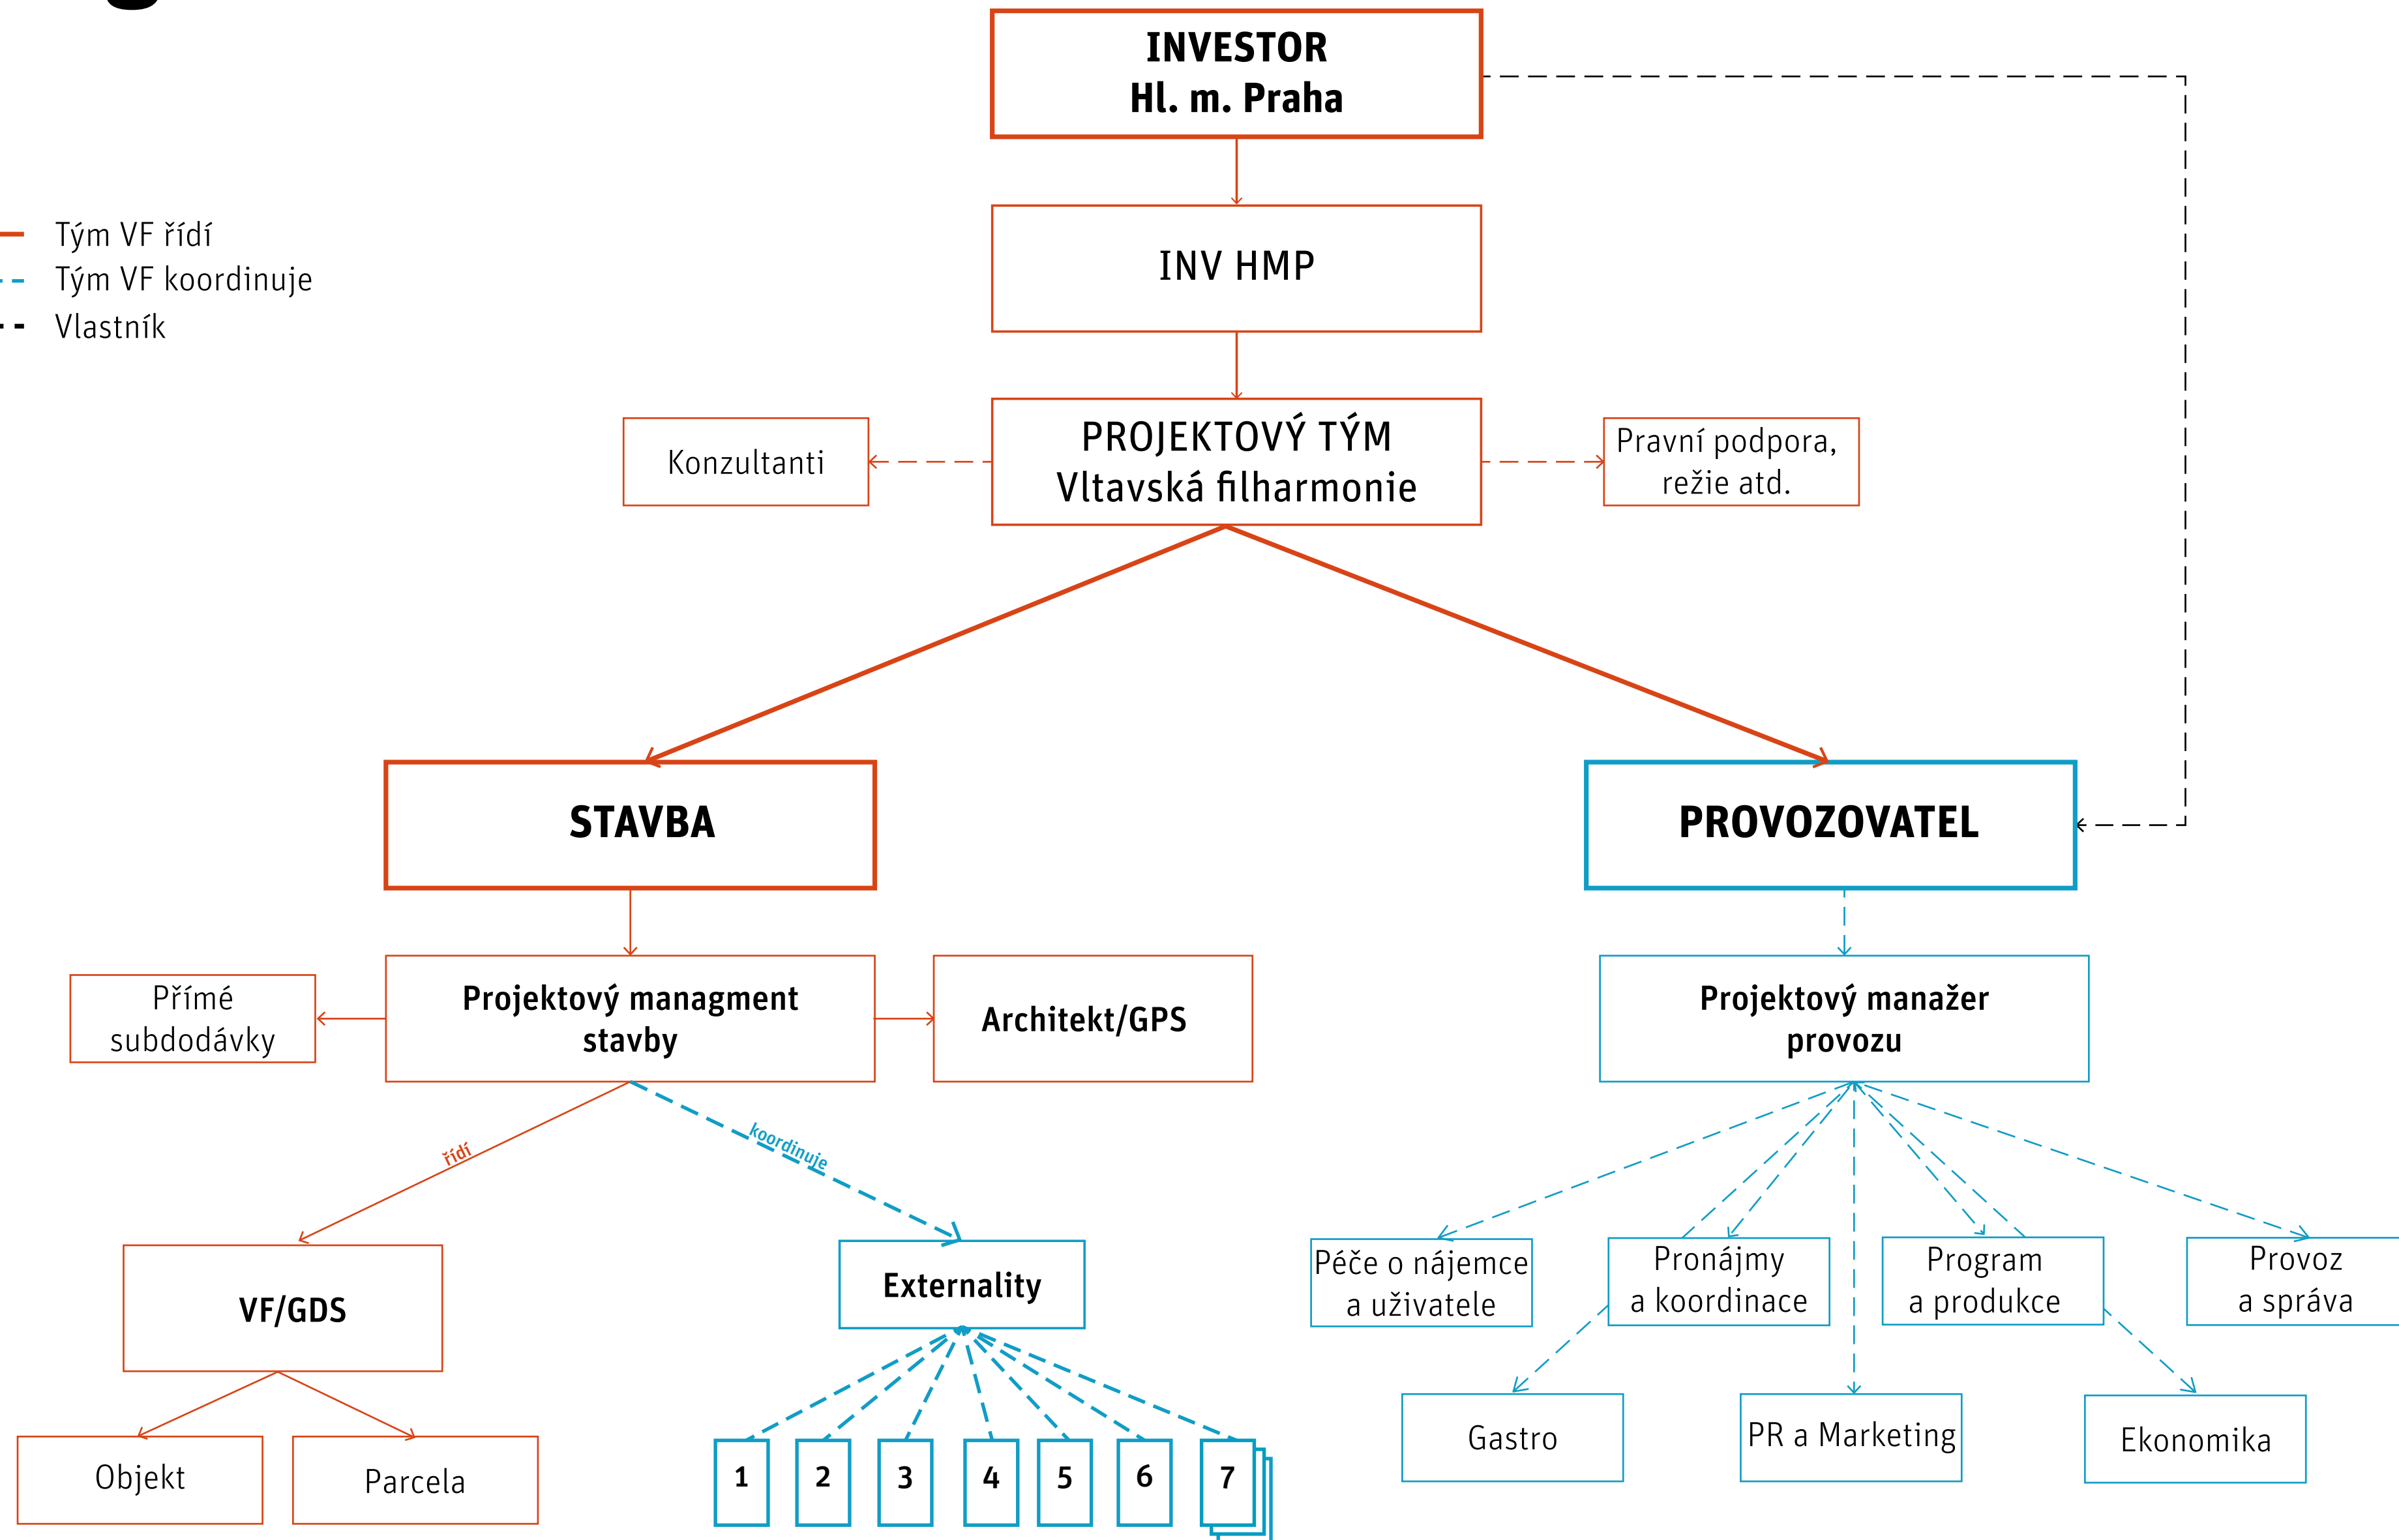 INVESTOR
Hl. m. Praha
Tým VF řídí
Tým VF koordinuje
Vlastník
INV HMP
PROJEKTOVÝ TÝM
Vltavská filharmonie
Konzultanti
Pravní podpora,
režie atd.
STAVBA
PROVOZOVATEL
Přímé
subdodávky
Projektový managment
stavby
Architekt/GPS
Projektový manažer
provozu
řídí
koordinuje
VF/GDS
Externality
Péče o nájemce
a uživatele
Pronájmy
a koordinace
Program
a produkce
Provoz
a správa
Gastro
PR a Marketing
Ekonomika
Objekt
Parcela
1
2
3
4
5
6
7